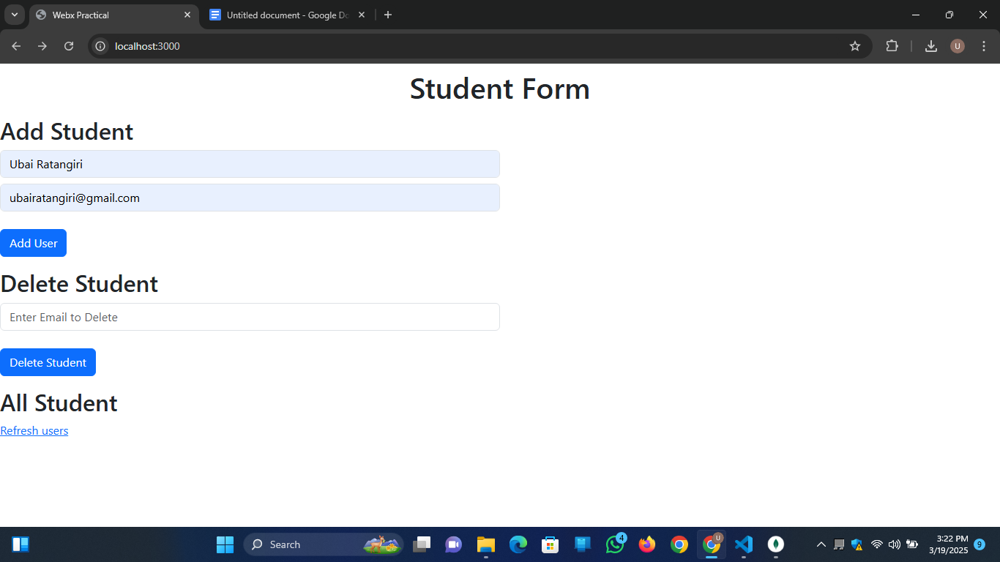 Webx Practical
Untitled document - Google Do
localhost:3000
U
Student Form
Add Student
Ubai Ratangiri
ubairatangiri@gmail.com
Add User
Delete Student
Enter Email to Delete
Delete Student
All Student
Refresh users
Search
4
U
3:22 PM
3/19/2025
9